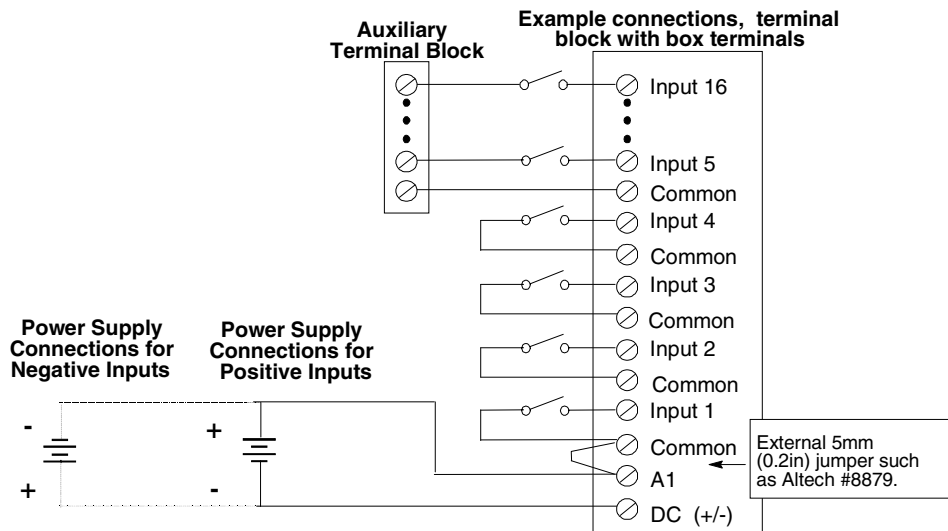 Auxiliary
Terminal Block
Example connections, terminal
block with box terminals
Input 16
Input 5
Common
Input 4
Common
Input 3
Common
Input 2
Common
Input 1
Common
A1
DC (+/-)
Power Supply
Connections for
Negative Inputs
Power Supply
Connections for
Positive Inputs
-
+
+
-
External 5mm
(0.2in) jumper such
as Altech #8879.